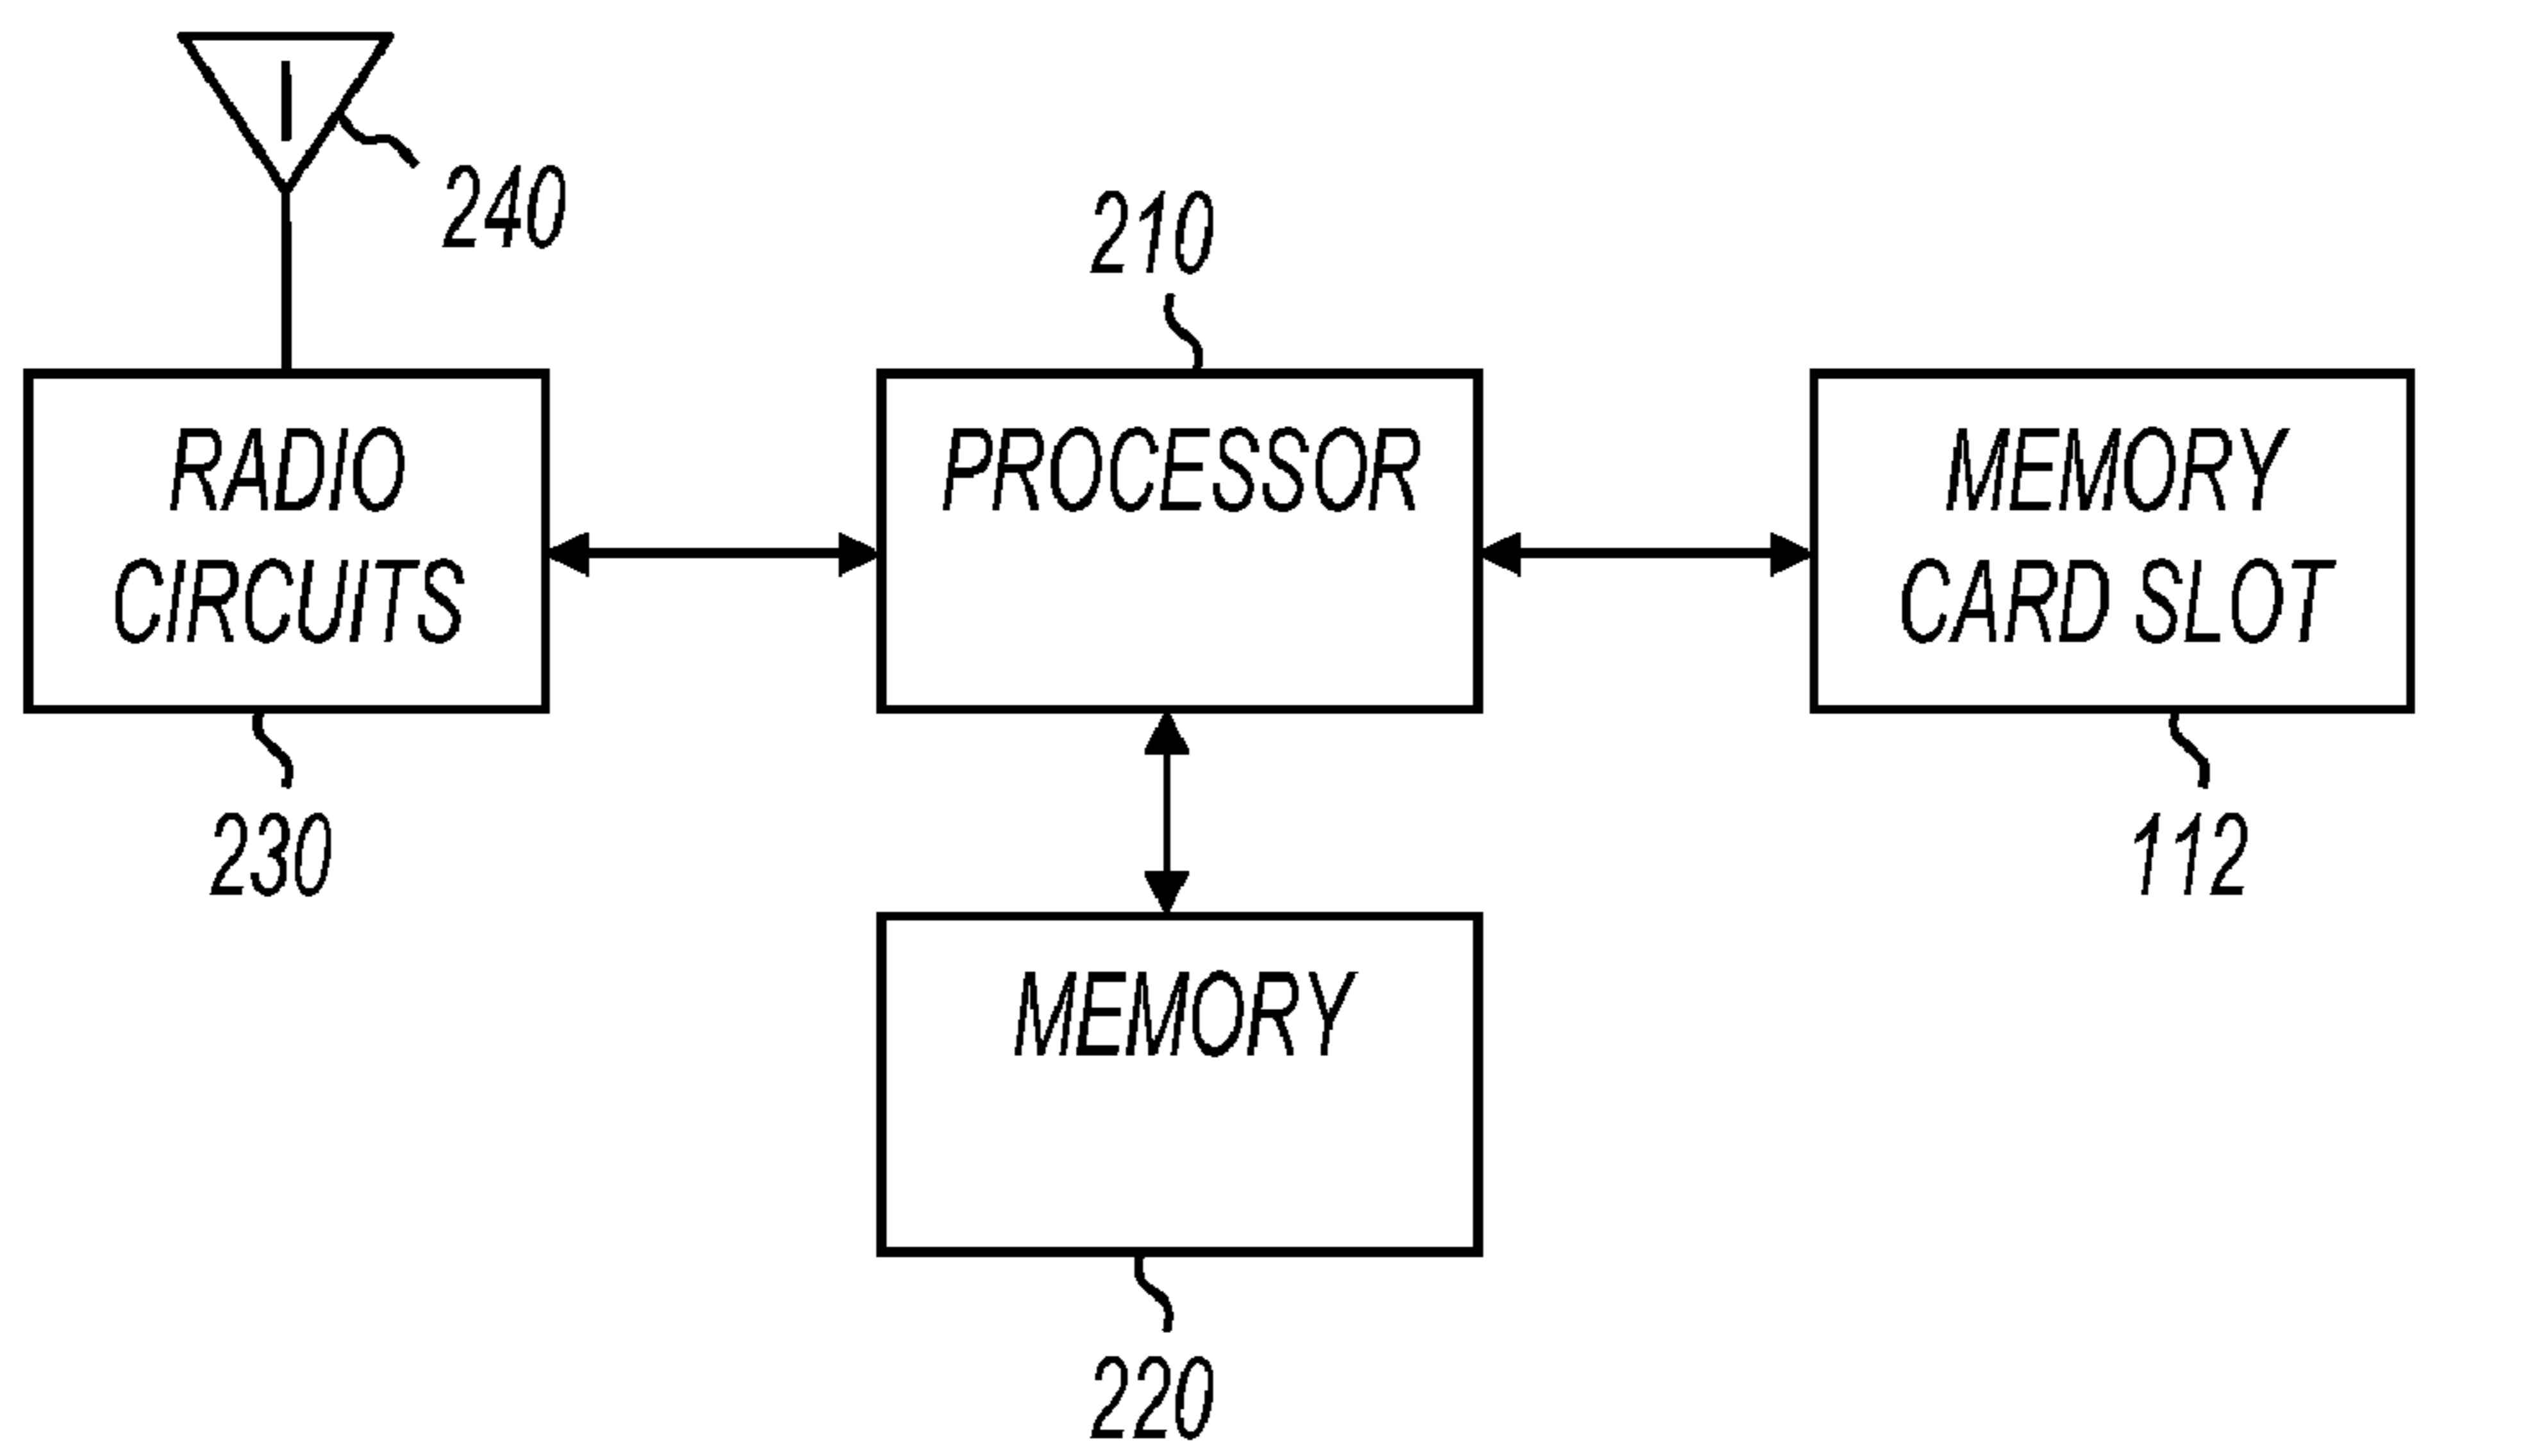 240
210
RADIO
CIRCUITS
PROCESSOR
MEMORY
CARD SLOT
230
112
MEMORY
220